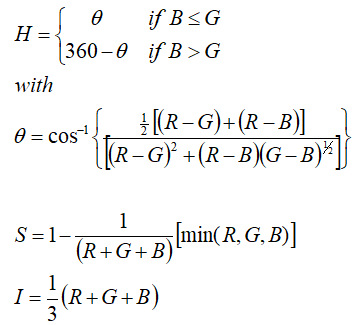 H = { θ if B ≤ G
360 − θ if B > G
with
θ = cos⁻¹ { ½ [(R − G) + (R − B)] / [(R − G)² + (R − B)(G − B)^½] }
S = 1 − 1 / (R + G + B) [min(R, G, B)]
I = 1/3 (R + G + B)